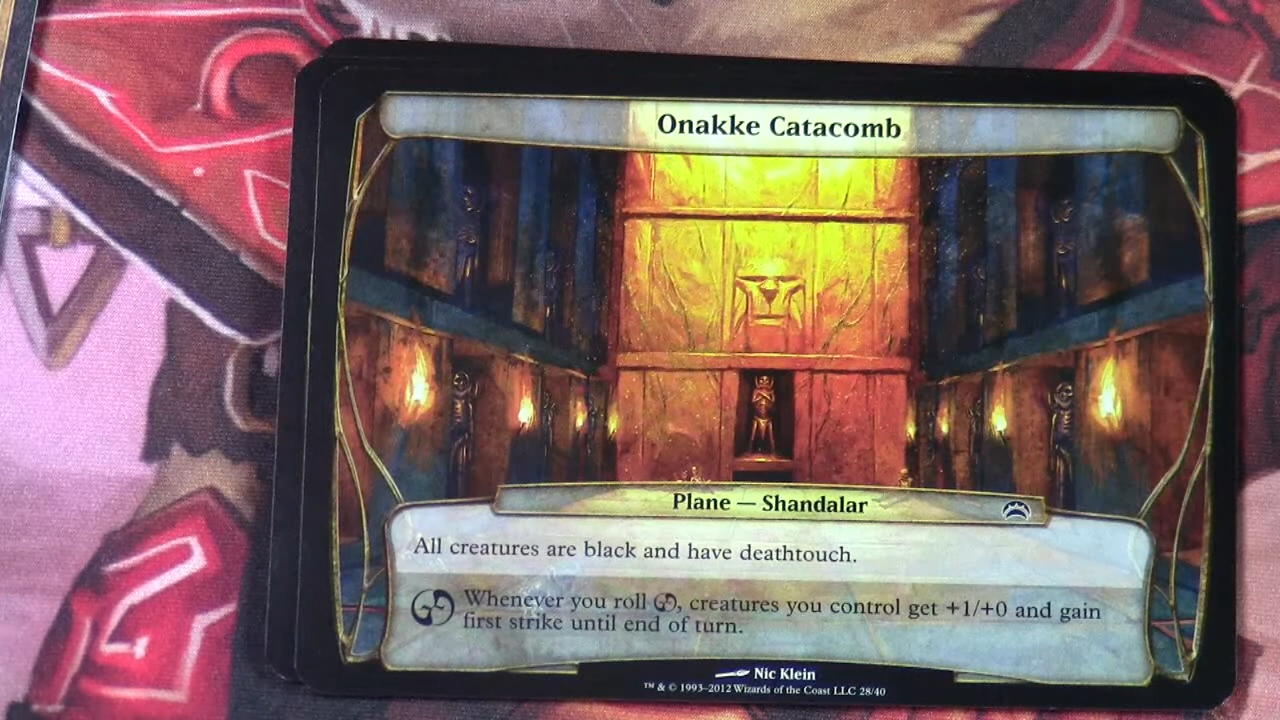 Onakke Catacomb
Plane — Shandalar
All creatures are black and have deathtouch.
Whenever you roll , creatures you control get +1/+0 and gain
first strike until end of turn.
Nic Klein
™ & © 1993–2012 Wizards of the Coast LLC 28/40